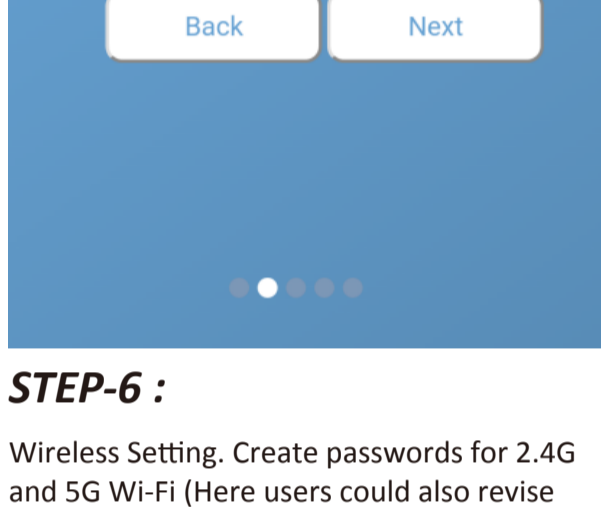 Back Next
STEP-6 :
Wireless Setting. Create passwords for 2.4G
and 5G Wi-Fi (Here users could also revise